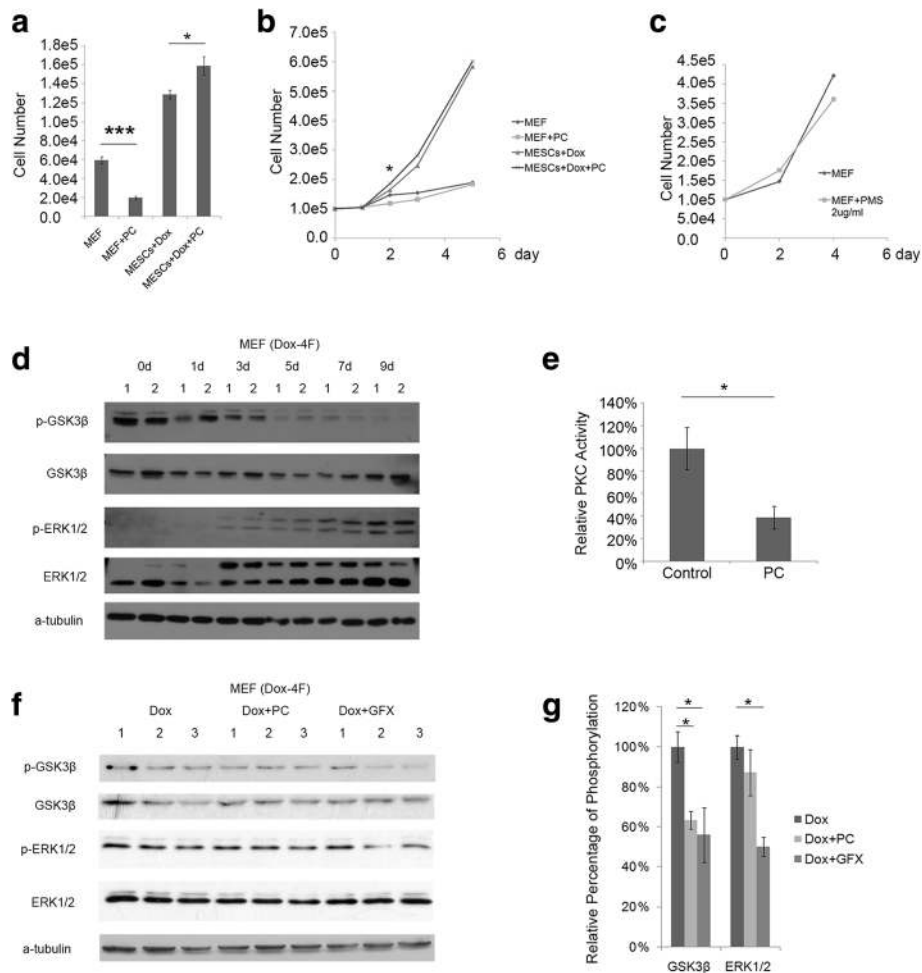 a
Cell Number
1.8e5
1.6e5
1.4e5
1.2e5
1.0e5
8.0e4
6.0e4
4.0e4
2.0e4
0.0
***
*
MEF
MEF+PC
MESCs+Dox
MESCs+Dox+PC
b
Cell Number
6.0e5
5.0e5
4.0e5
3.0e5
2.0e5
1.0e5
0.0
*
0 2 4 6 day
MEF
MEF+PC
MESCs+Dox
MESCs+Dox+PC
c
Cell Number
4.5e5
4.0e5
3.5e5
3.0e5
2.5e5
2.0e5
1.5e5
1.0e5
5.0e4
0.0
0 2 4 6 day
MEF
MEF+PMS
2ug/ml
d
MEF (Dox-4F)
0d 1d 3d 5d 7d 9d
1 2 1 2 1 2 1 2 1 2 1 2
p-GSK3β
GSK3β
p-ERK1/2
ERK1/2
a-tubulin
e
Relative PKC Activity
140%
120%
100%
80%
60%
40%
20%
0%
*
Control PC
f
MEF (Dox-4F)
Dox Dox+PC Dox+GFX
1 2 3 1 2 3 1 2 3
p-GSK3β
GSK3β
p-ERK1/2
ERK1/2
a-tubulin
g
Relative Percentage of Phosphorylation
120%
100%
80%
60%
40%
20%
0%
*
*
*
GSK3β ERK1/2
Dox
Dox+PC
Dox+GFX